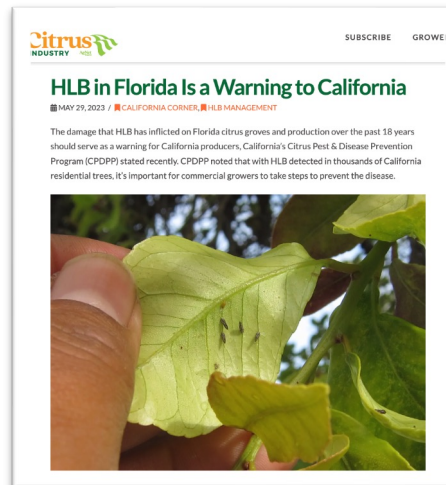 Citrus
INDUSTRY
SUBSCRIBE GROWE
HLB in Florida Is a Warning to California
MAY 29, 2023 / CALIFORNIA CORNER, HLB MANAGEMENT
The damage that HLB has inflicted on Florida citrus groves and production over the past 18 years
should serve as a warning for California producers, California's Citrus Pest & Disease Prevention
Program (CPDPP) stated recently. CPDPP noted that with HLB detected in thousands of California
residential trees, it's important for commercial growers to take steps to prevent the disease.